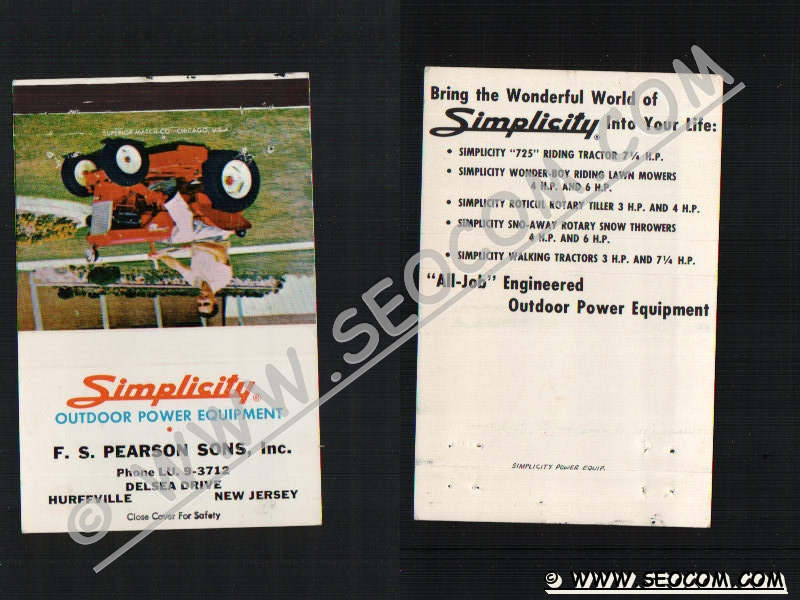 SUPERIOR MATCH CO. CHICAGO, U.S.A.
Simplicity®
OUTDOOR POWER EQUIPMENT
F. S. PEARSON SONS, Inc.
Phone LU. 9-3712
DELSEA DRIVE
HURFFVILLE NEW JERSEY
Close Cover For Safety
Bring the Wonderful World of
Simplicity® Into Your Life:
• SIMPLICITY "725" RIDING TRACTOR 7¼ H.P.
• SIMPLICITY WONDER-BOY RIDING LAWN MOWERS
4 H.P. AND 6 H.P.
• SIMPLICITY ROTICUL ROTARY TILLER 3 H.P. AND 4 H.P.
• SIMPLICITY SNO-AWAY ROTARY SNOW THROWERS
4 H.P. AND 6 H.P.
• SIMPLICITY WALKING TRACTORS 3 H.P. AND 7¼ H.P.
"All-Job" Engineered
Outdoor Power Equipment
SIMPLICITY POWER EQUIP.
© WWW.SEOCOM.COM
© WWW.SEOCOM.COM